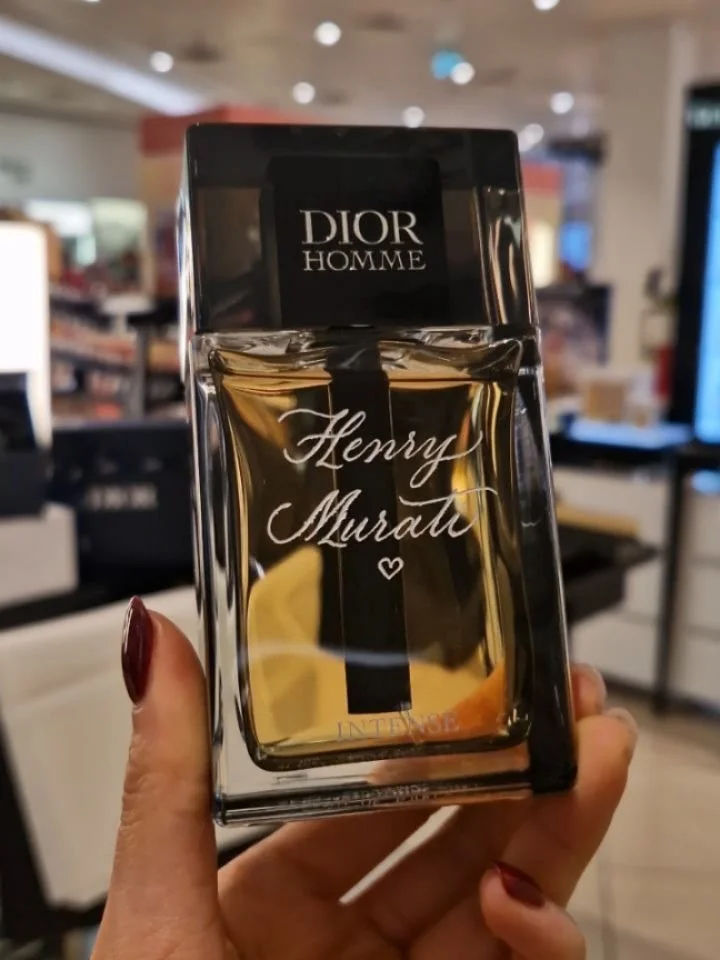 DIOR
HOMME
Henry
Murati
INTENSE